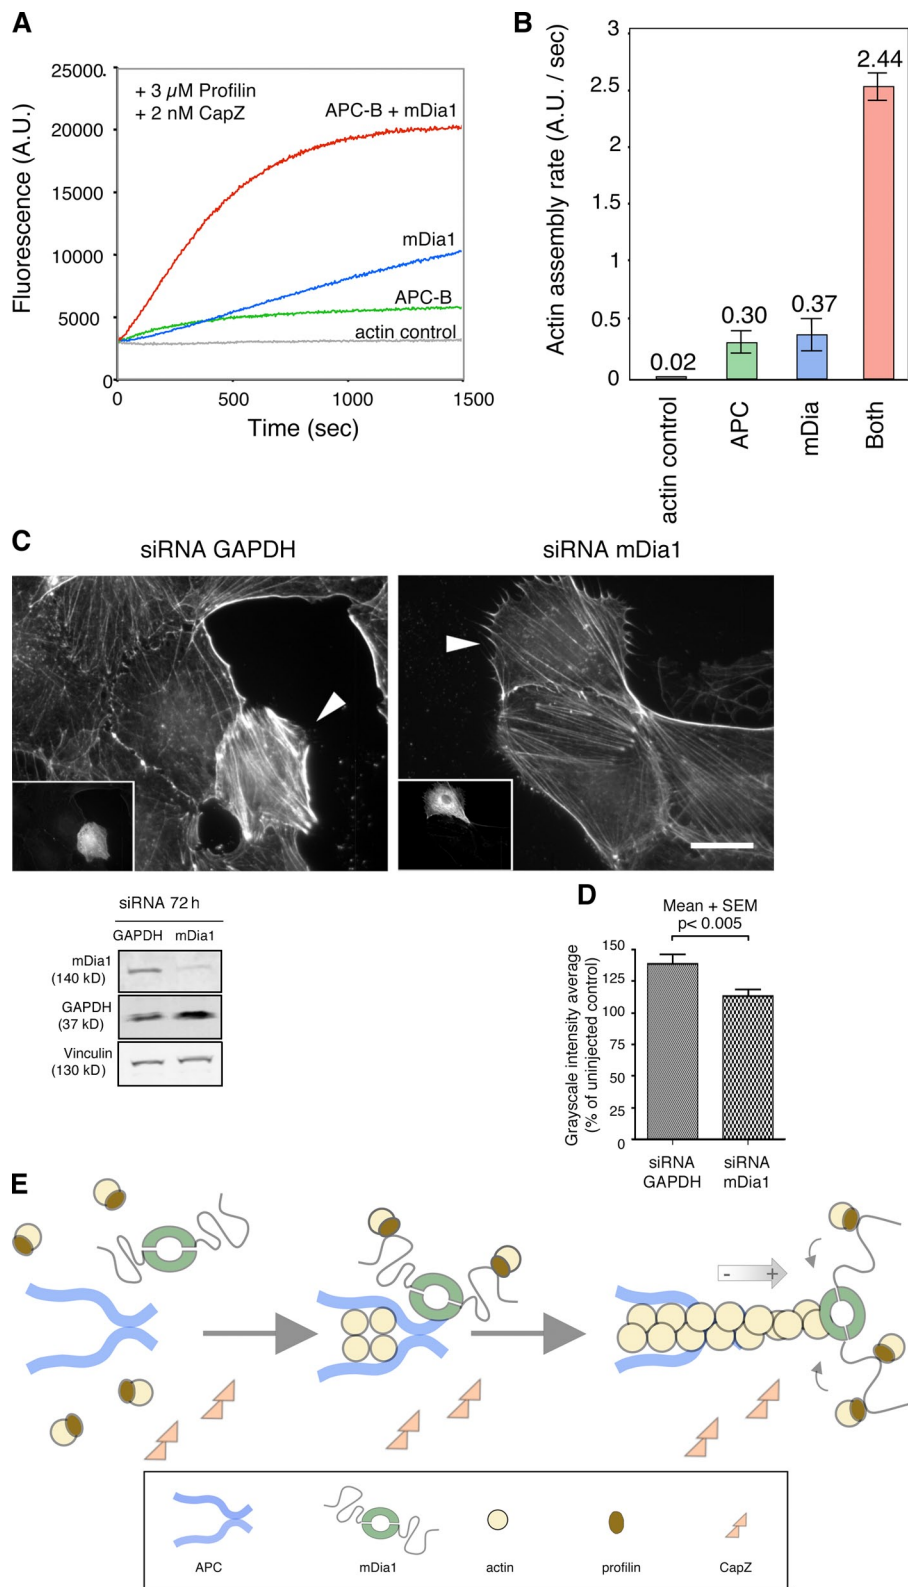 A
25000
20000
15000
10000
5000
0
Fluorescence (A.U.)
+ 3 µM Profilin
+ 2 nM CapZ
APC-B + mDia1
mDia1
APC-B
actin control
0 500 1000 1500
Time (sec)
B
3
2.5
2
1.5
1
0.5
0
Actin assembly rate (A.U. / sec)
0.02
0.30
0.37
2.44
actin control
APC
mDia
Both
C
siRNA GAPDH
siRNA mDia1
siRNA 72 h
GAPDH mDia1
mDia1
(140 kD)
GAPDH
(37 kD)
Vinculin
(130 kD)
D
Mean + SEM
p< 0.005
150
125
100
75
50
25
0
Grayscale intensity average
(% of uninjected control)
siRNA
GAPDH
siRNA
mDia1
E
- +
APC
mDia1
actin
profilin
CapZ